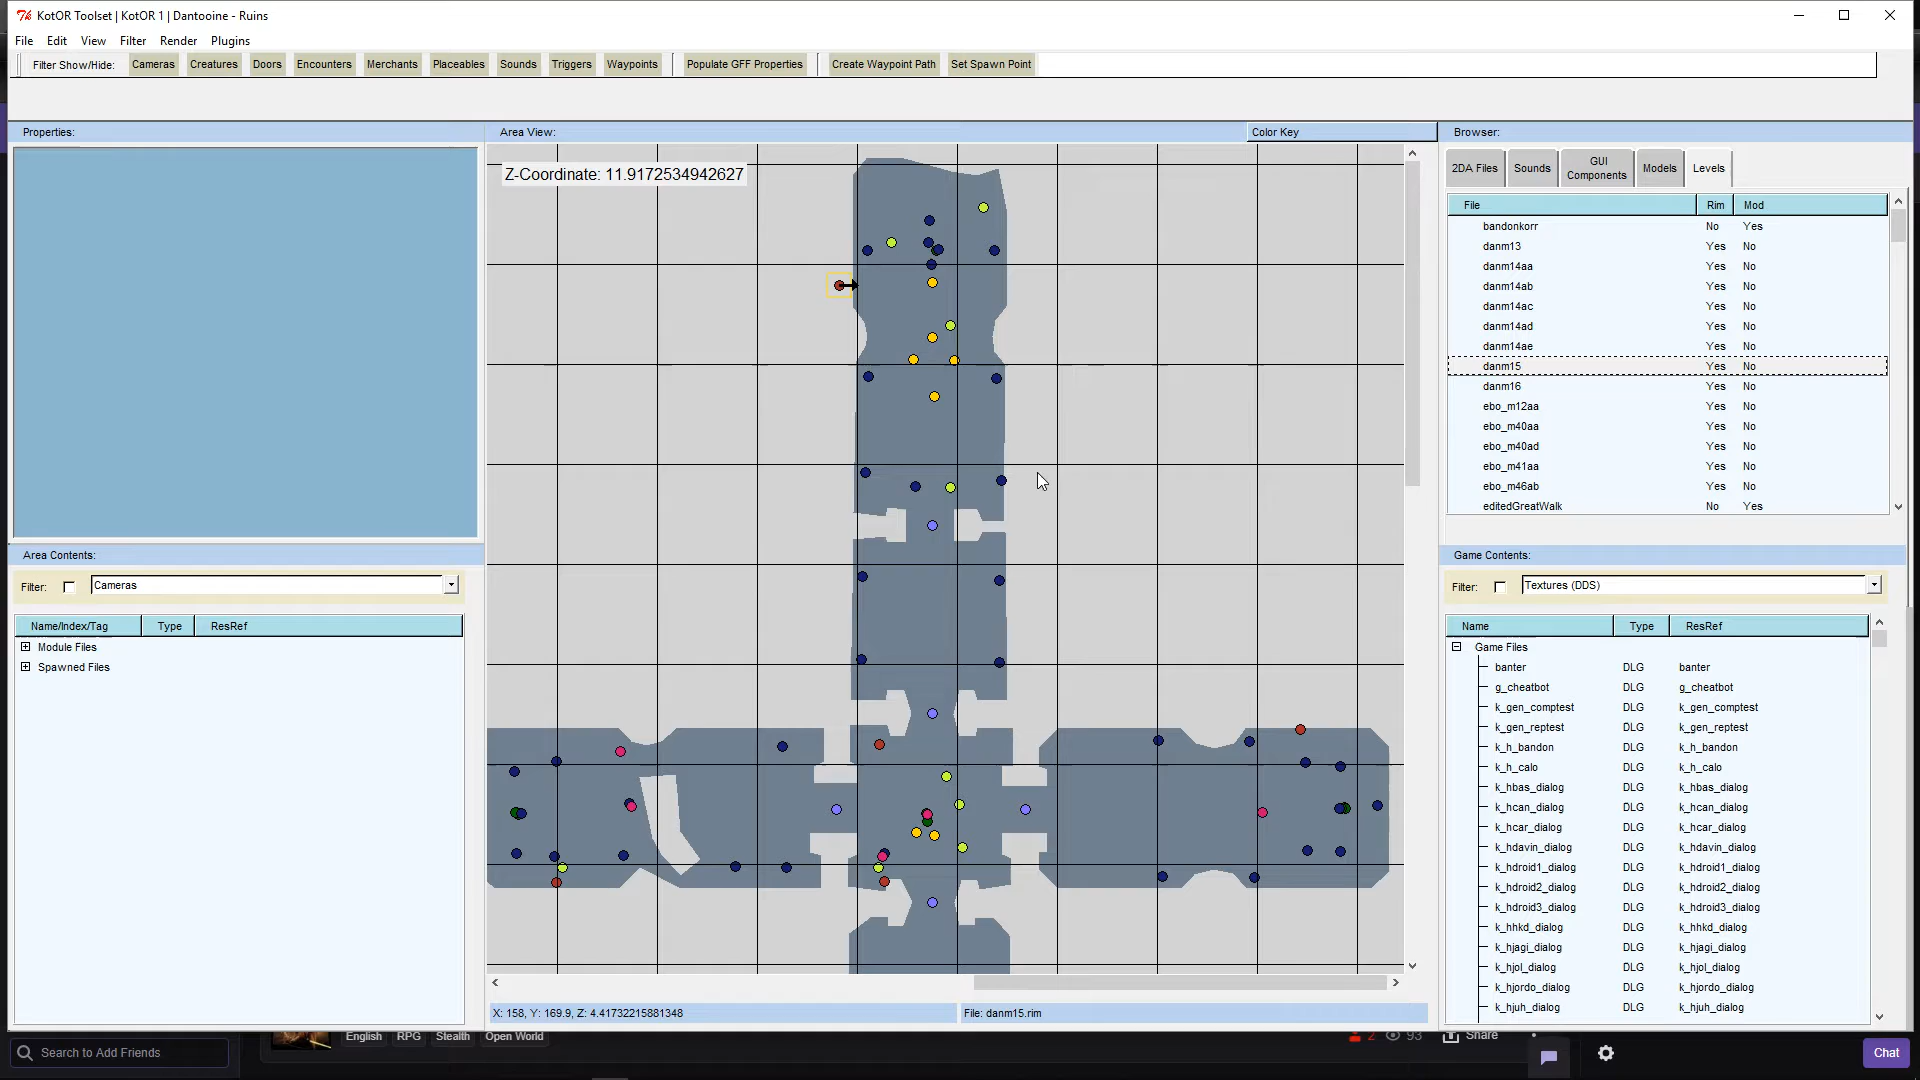 KotOR Toolset | KotOR 1 | Dantooine - Ruins
File Edit View Filter Render Plugins
Filter Show/Hide: Cameras Creatures Doors Encounters Merchants Placeables Sounds Triggers Waypoints Populate GFF Properties Create Waypoint Path Set Spawn Point
Properties:
Area Contents:
Filter: Cameras
Name/Index/Tag Type ResRef
Module Files
Spawned Files
Area View: Color Key
Z-Coordinate: 11.9172534942627
X: 158, Y: 169.9, Z: 4.41732215881348 File: danm15.rim
Browser:
2DA Files Sounds GUI Components Models Levels
File Rim Mod
bandonkorr No Yes
danm13 Yes No
danm14aa Yes No
danm14ab Yes No
danm14ac Yes No
danm14ad Yes No
danm14ae Yes No
danm15 Yes No
danm16 Yes No
ebo_m12aa Yes No
ebo_m40aa Yes No
ebo_m40ad Yes No
ebo_m41aa Yes No
ebo_m46ab Yes No
editedGreatWalk No Yes
Game Contents:
Filter: Textures (DDS)
Name Type ResRef
Game Files
banter DLG banter
g_cheatbot DLG g_cheatbot
k_gen_comptest DLG k_gen_comptest
k_gen_reptest DLG k_gen_reptest
k_h_bandon DLG k_h_bandon
k_h_calo DLG k_h_calo
k_hbas_dialog DLG k_hbas_dialog
k_hcan_dialog DLG k_hcan_dialog
k_hcar_dialog DLG k_hcar_dialog
k_hdavin_dialog DLG k_hdavin_dialog
k_hdroid1_dialog DLG k_hdroid1_dialog
k_hdroid2_dialog DLG k_hdroid2_dialog
k_hdroid3_dialog DLG k_hdroid3_dialog
k_hhkd_dialog DLG k_hhkd_dialog
k_hjagi_dialog DLG k_hjagi_dialog
k_hjol_dialog DLG k_hjol_dialog
k_hjordo_dialog DLG k_hjordo_dialog
k_hjuh_dialog DLG k_hjuh_dialog
English RPG Stealth Open World 2 93 Share
Search to Add Friends Chat